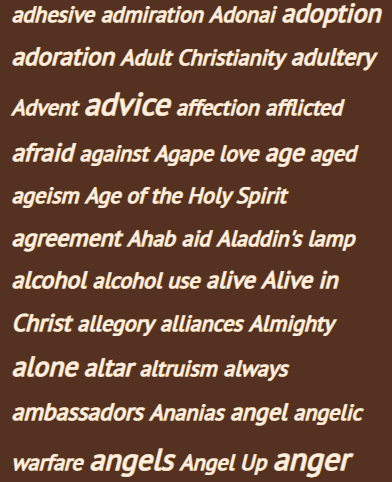 adhesive admiration Adonai adoption
adoration Adult Christianity adultery
Advent advice affection afflicted
afraid against Agape love age aged
ageism Age of the Holy Spirit
agreement Ahab aid Aladdin's lamp
alcohol alcohol use alive Alive in
Christ allegory alliances Almighty
alone altar altruism always
ambassadors Ananias angel angelic
warfare angels Angel Up anger